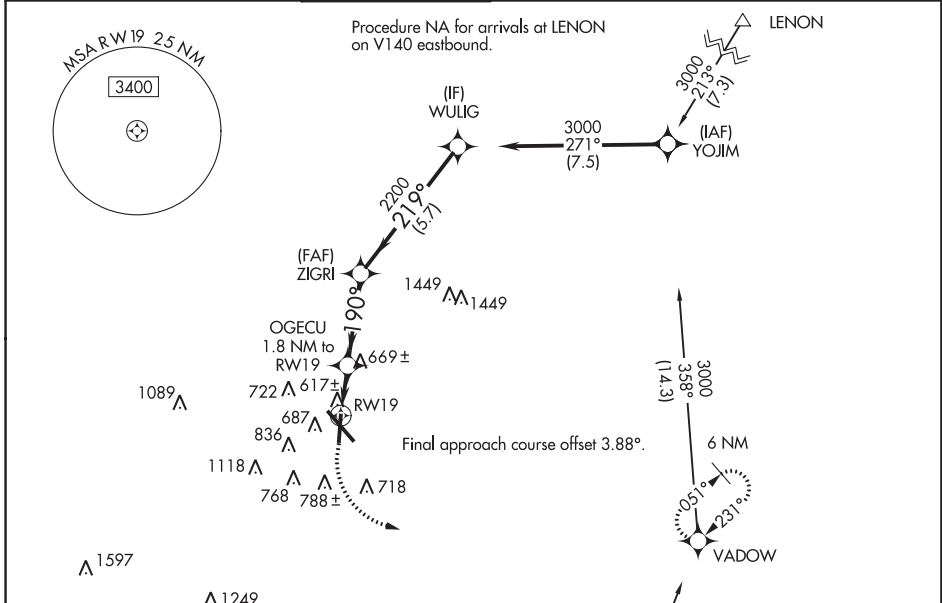 Procedure NA for arrivals at LENON
on V140 eastbound.
LENON
MSA RW19 25 NM
3400
3000
213°
(7.3)
(IF)
WULIG
3000
271°
(7.5)
(IAF)
YOJIM
2200
219°
(5.7)
(FAF)
ZIGRI
190°
1449
1449
OGECU
1.8 NM to
RW19
669±
3000
358°
(14.3)
1089
722
617±
RW19
687
836
Final approach course offset 3.88°.
6 NM
1118
768
788±
718
051°
231°
VADOW
1597
1249